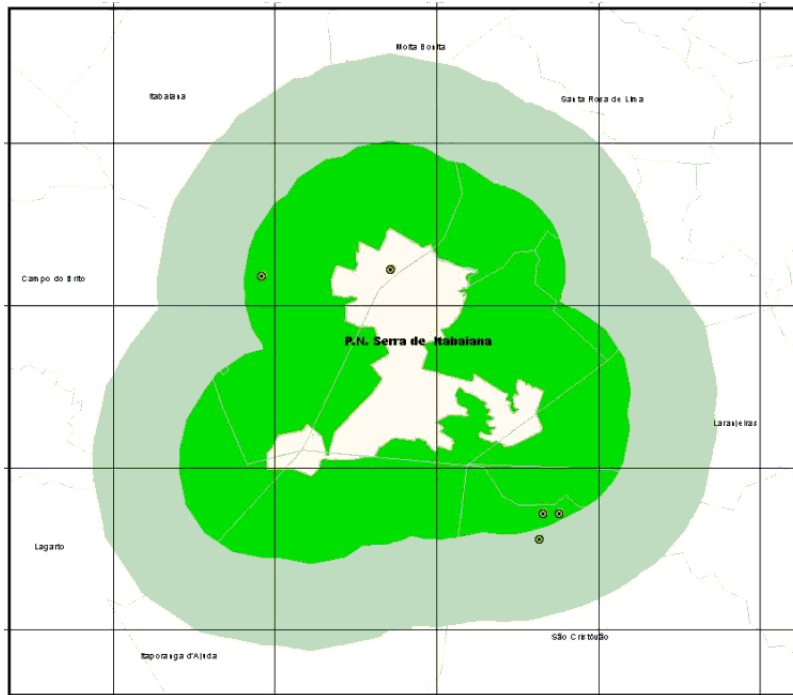 Moita Bonita
Itabaiana
Santa Rosa de Lima
Campo do Brito
P.N. Serra de Itabaiana
Laranjeiras
Lagarto
São Cristóvão
Itaporanga d'Ajuda